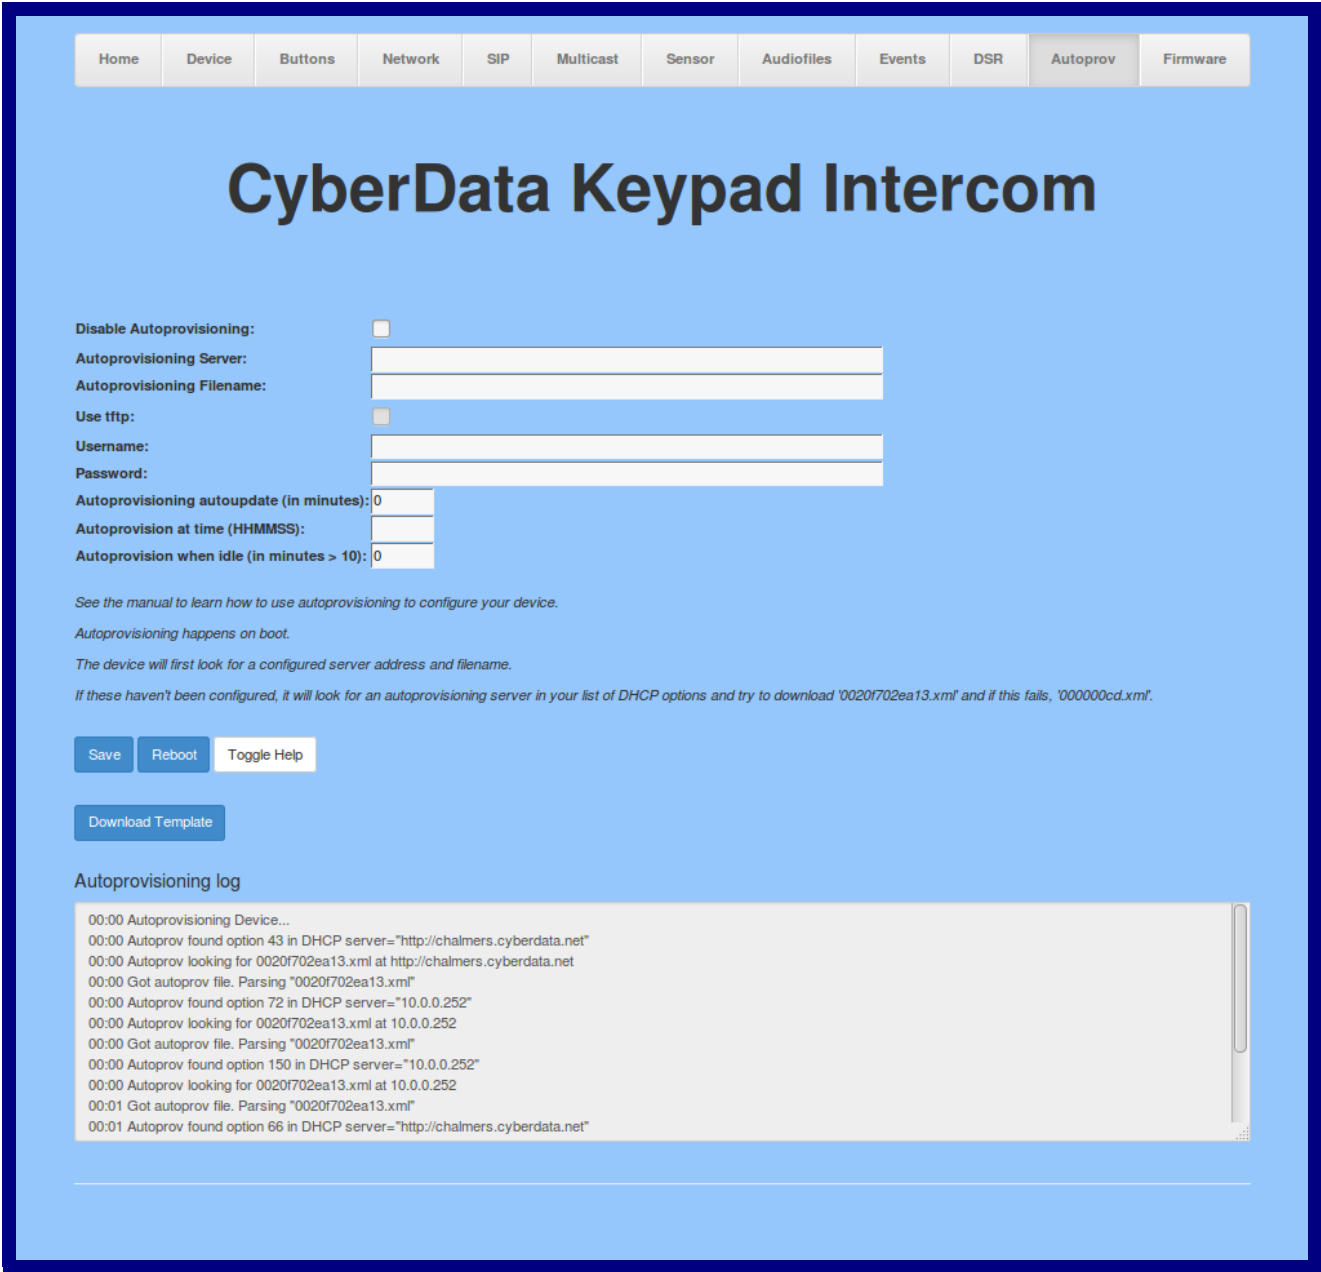 Home Device Buttons Network SIP Multicast Sensor Audiofiles Events DSR Autoprov Firmware
CyberData Keypad Intercom
Disable Autoprovisioning:
Autoprovisioning Server:
Autoprovisioning Filename:
Use tftp:
Username:
Password:
Autoprovisioning autoupdate (in minutes): 0
Autoprovision at time (HHMMSS):
Autoprovision when idle (in minutes > 10): 0
See the manual to learn how to use autoprovisioning to configure your device.
Autoprovisioning happens on boot.
The device will first look for a configured server address and filename.
If these haven't been configured, it will look for an autoprovisioning server in your list of DHCP options and try to download '0020f702ea13.xml' and if this fails, '000000cd.xml'.
Save Reboot Toggle Help
Download Template
Autoprovisioning log
00:00 Autoprovisioning Device...
00:00 Autoprov found option 43 in DHCP server="http://chalmers.cyberdata.net"
00:00 Autoprov looking for 0020f702ea13.xml at http://chalmers.cyberdata.net
00:00 Got autoprov file. Parsing "0020f702ea13.xml"
00:00 Autoprov found option 72 in DHCP server="10.0.0.252"
00:00 Autoprov looking for 0020f702ea13.xml at 10.0.0.252
00:00 Got autoprov file. Parsing "0020f702ea13.xml"
00:00 Autoprov found option 150 in DHCP server="10.0.0.252"
00:00 Autoprov looking for 0020f702ea13.xml at 10.0.0.252
00:01 Got autoprov file. Parsing "0020f702ea13.xml"
00:01 Autoprov found option 66 in DHCP server="http://chalmers.cyberdata.net"